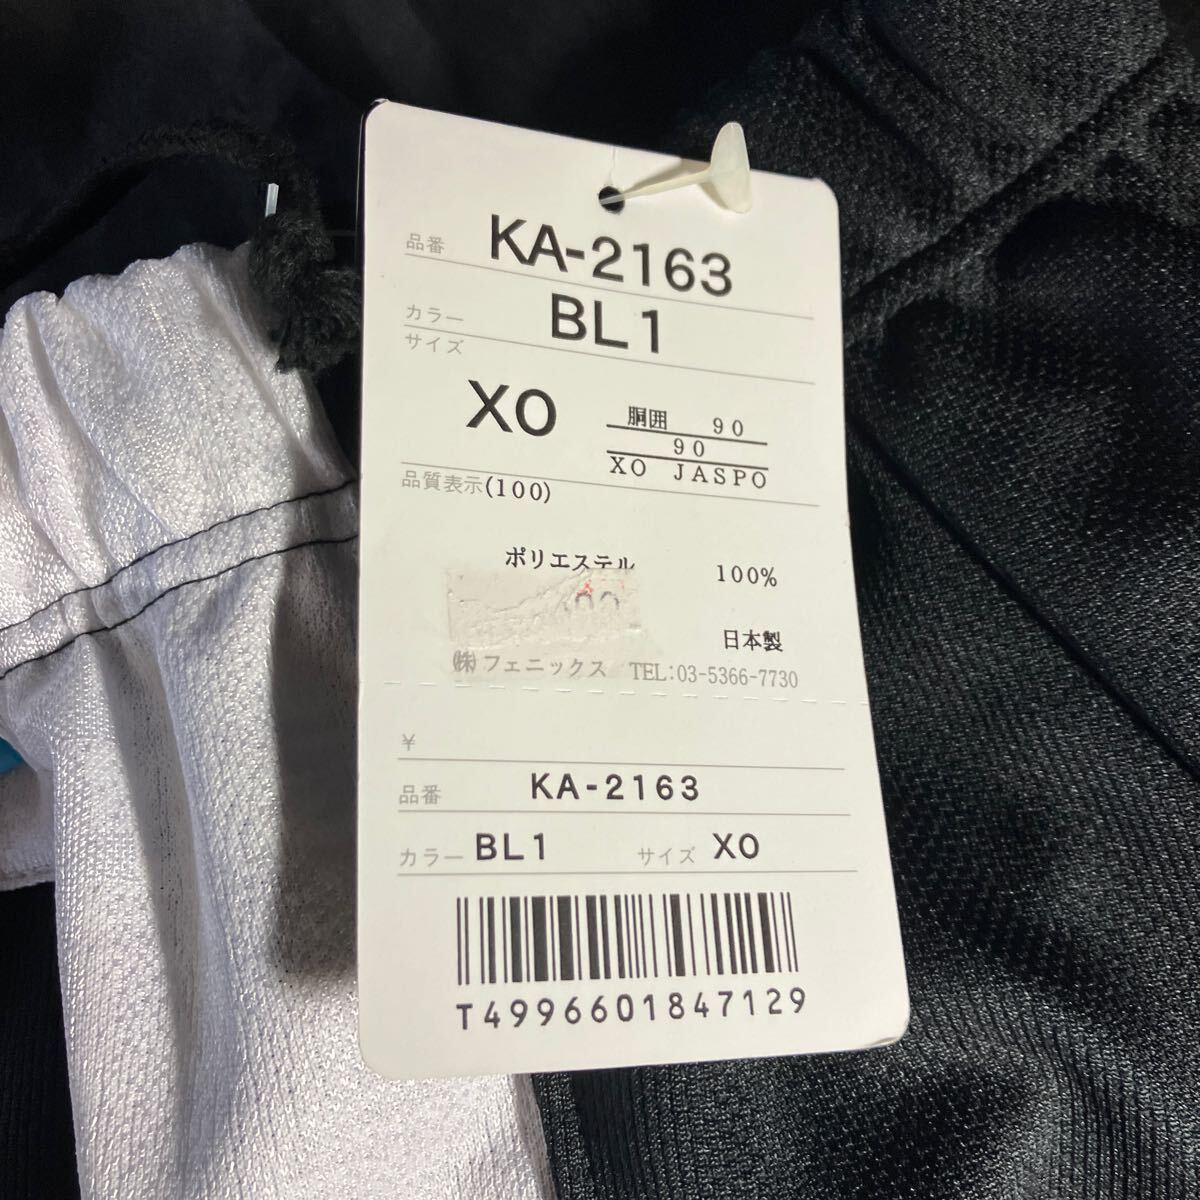 品番 KA-2163
カラー BL1
サイズ
XO 胴囲 90
90
XO JASPO
品質表示(100)
ポリエステル 100%
日本製
㈱フェニックス TEL:03-5366-7730
¥
品番 KA-2163
カラー BL1 サイズ XO
T4996601847129